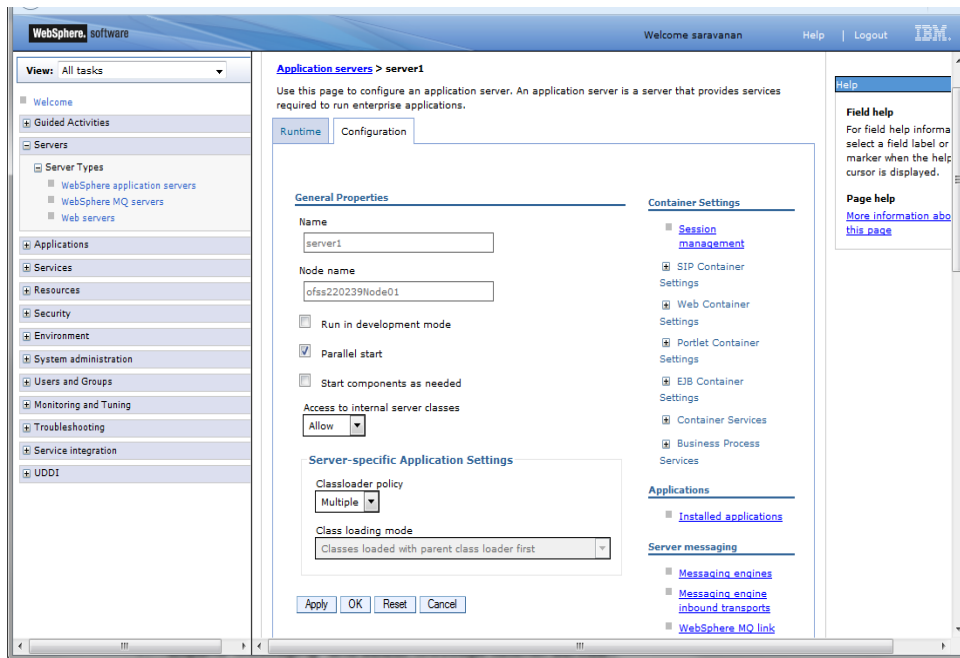 WebSphere. software
Welcome saravanan
Help | Logout
IBM.
View: All tasks
Welcome
Guided Activities
Servers
Server Types
WebSphere application servers
WebSphere MQ servers
Web servers
Applications
Services
Resources
Security
Environment
System administration
Users and Groups
Monitoring and Tuning
Troubleshooting
Service integration
UDDI
Application servers > server1
Use this page to configure an application server. An application server is a server that provides services
required to run enterprise applications.
Runtime
Configuration
General Properties
Name
server1
Node name
ofss220239Node01
Run in development mode
Parallel start
Start components as needed
Access to internal server classes
Allow
Server-specific Application Settings
Classloader policy
Multiple
Class loading mode
Classes loaded with parent class loader first
Apply
OK
Reset
Cancel
Container Settings
Session
management
SIP Container
Settings
Web Container
Settings
Portlet Container
Settings
EJB Container
Settings
Container Services
Business Process
Services
Applications
Installed applications
Server messaging
Messaging engines
Messaging engine
inbound transports
WebSphere MQ link
Help
Field help
For field help informa
select a field label or
marker when the help
cursor is displayed.
Page help
More information abo
this page